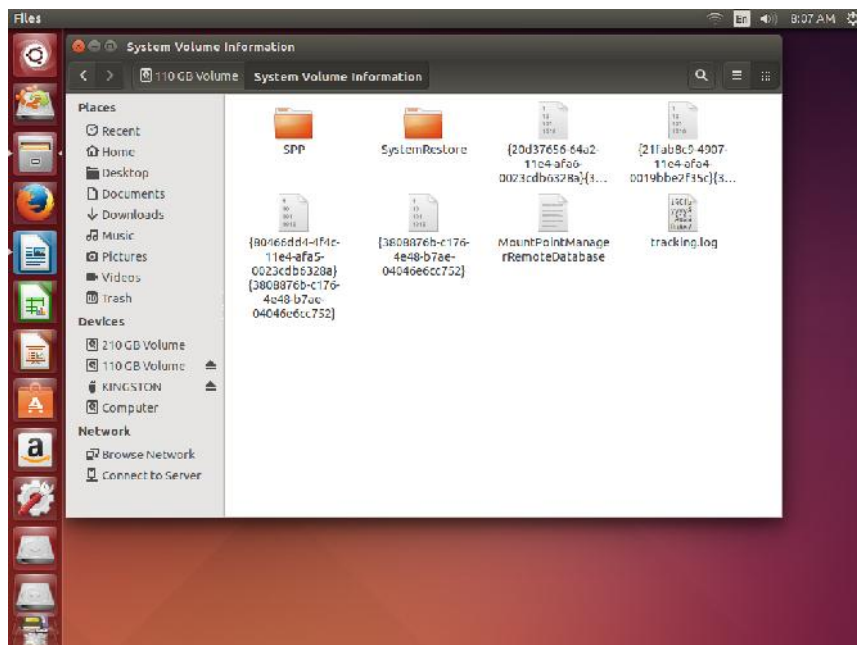 Files
En
8:07 AM
System Volume Information
110 GB Volume
System Volume Information
Places
Recent
Home
Desktop
Documents
Downloads
Music
Pictures
Videos
Trash
Devices
210 GB Volume
110 GB Volume
KINGSTON
Computer
Network
Browse Network
Connect to Server
SPP
SystemRestore
{20d37656-64a2-
11e4-afa6-
0023cdb6328a}{3...
{21fab8c9-4907-
11e4-afa4-
0019bbe2f35c}{3...
{80466dd4-4f4c-
11e4-afa5-
0023cdb6328a}
{3808876b-c176-
4e48-b7ae-
04046e6cc752}
{3808876b-c176-
4e48-b7ae-
04046e6cc752}
MountPointManage
rRemoteDatabase
tracking.log
A
a